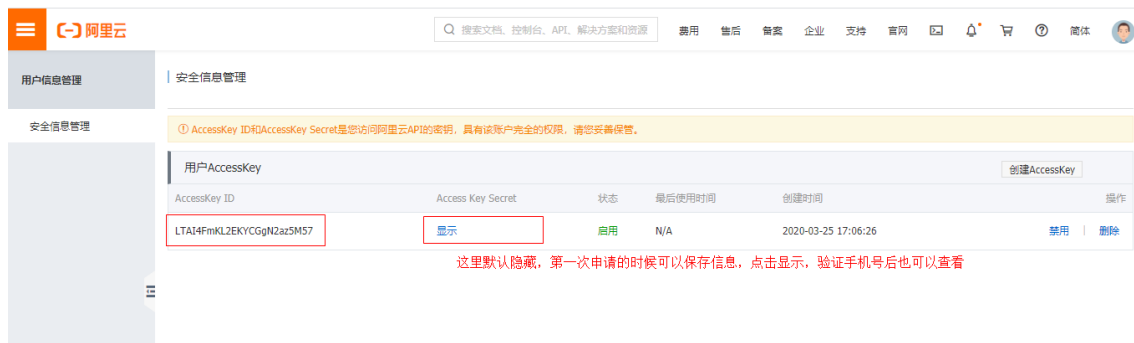 阿里云
搜索文档、控制台、API、解决方案和资源
费用 售后 备案 企业 支持 官网 简体
用户信息管理
安全信息管理
安全信息管理
AccessKey ID和AccessKey Secret是您访问阿里云API的密钥，具有该账户完全的权限，请您妥善保管。
用户AccessKey 创建AccessKey
AccessKey ID Access Key Secret 状态 最后使用时间 创建时间 操作
LTAI4FmKL2EKYCGgN2az5M57 显示 启用 N/A 2020-03-25 17:06:26 禁用 删除
这里默认隐藏，第一次申请的时候可以保存信息，点击显示，验证手机号后也可以查看